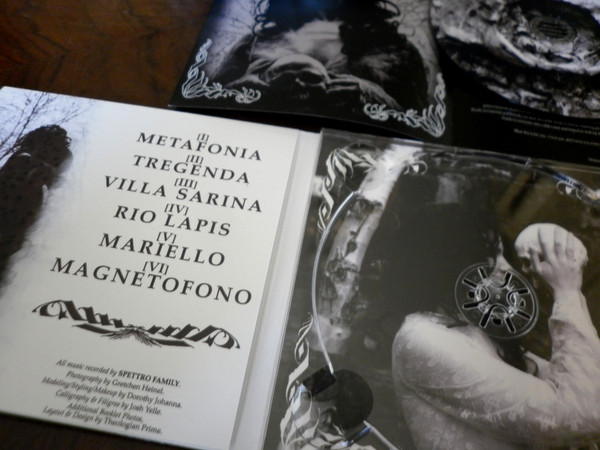 [I]
METAFONIA
[II]
TREGENDA
[III]
VILLA SARINA
[IV]
RIO LAPIS
[V]
MARIELLO
[VI]
MAGNETOFONO
All music recorded by SPETTRO FAMILY.
Photography by Gretchen Heinel.
Modeling/Styling/Makeup by Dorothy Johanna.
Calligraphy & Filigree by Josh Yelle.
Additional Booklet Photos,
Layout & Design by Theologian Prime.